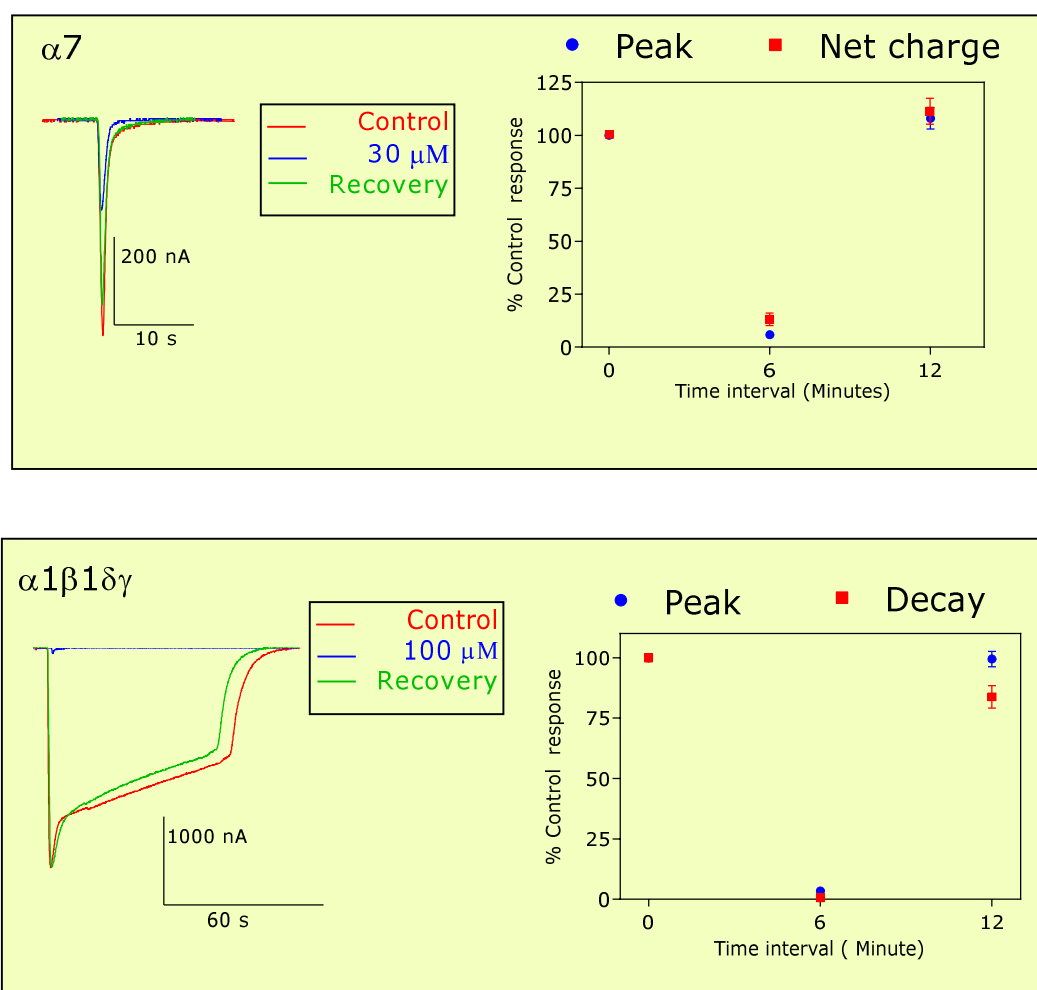 α7
Peak
Net charge
Control
30 μM
Recovery
200 nA
10 s
% Control response
125
100
75
50
25
0
0
6
12
Time interval (Minutes)
α1β1δγ
Peak
Decay
Control
100 μM
Recovery
1000 nA
60 s
% Control response
100
75
50
25
0
0
6
12
Time interval ( Minute)